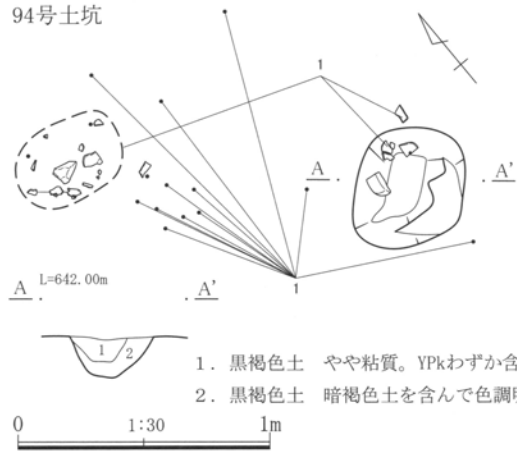 94号土坑
1
A . . A'
1
A . L=642.00m . A'
1 2
1. 黒褐色土 やや粘質。YPkわずか含
2. 黒褐色土 暗褐色土を含んで色調
0 1:30 1m